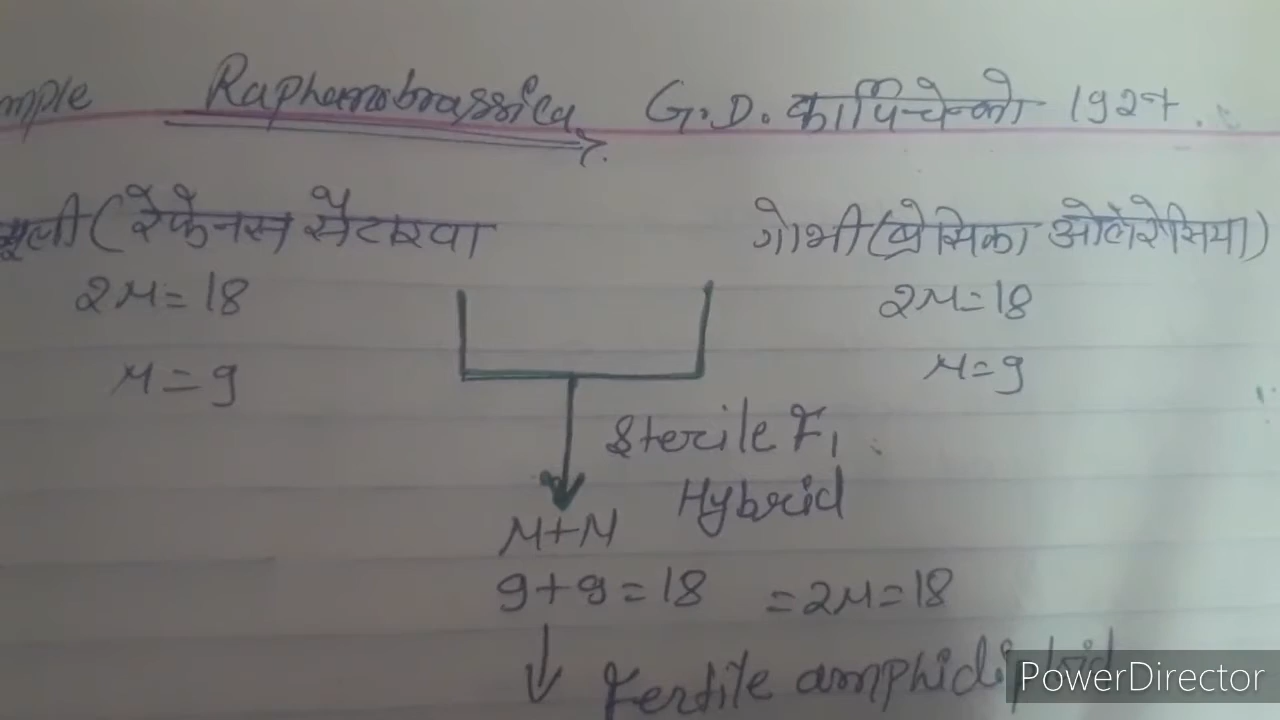 mple Raphanobrassica G.D. कार्पिचेन्को 1927.
मूली (रेफेनस सैटाइवा गोभी (ब्रेसिका ओलेरेसिया)
2n=18 2n=18
n=9 n=9
Sterile F1
Hybrid
n+n
9+9=18 =2n=18
Fertile amphidiploid
PowerDirector